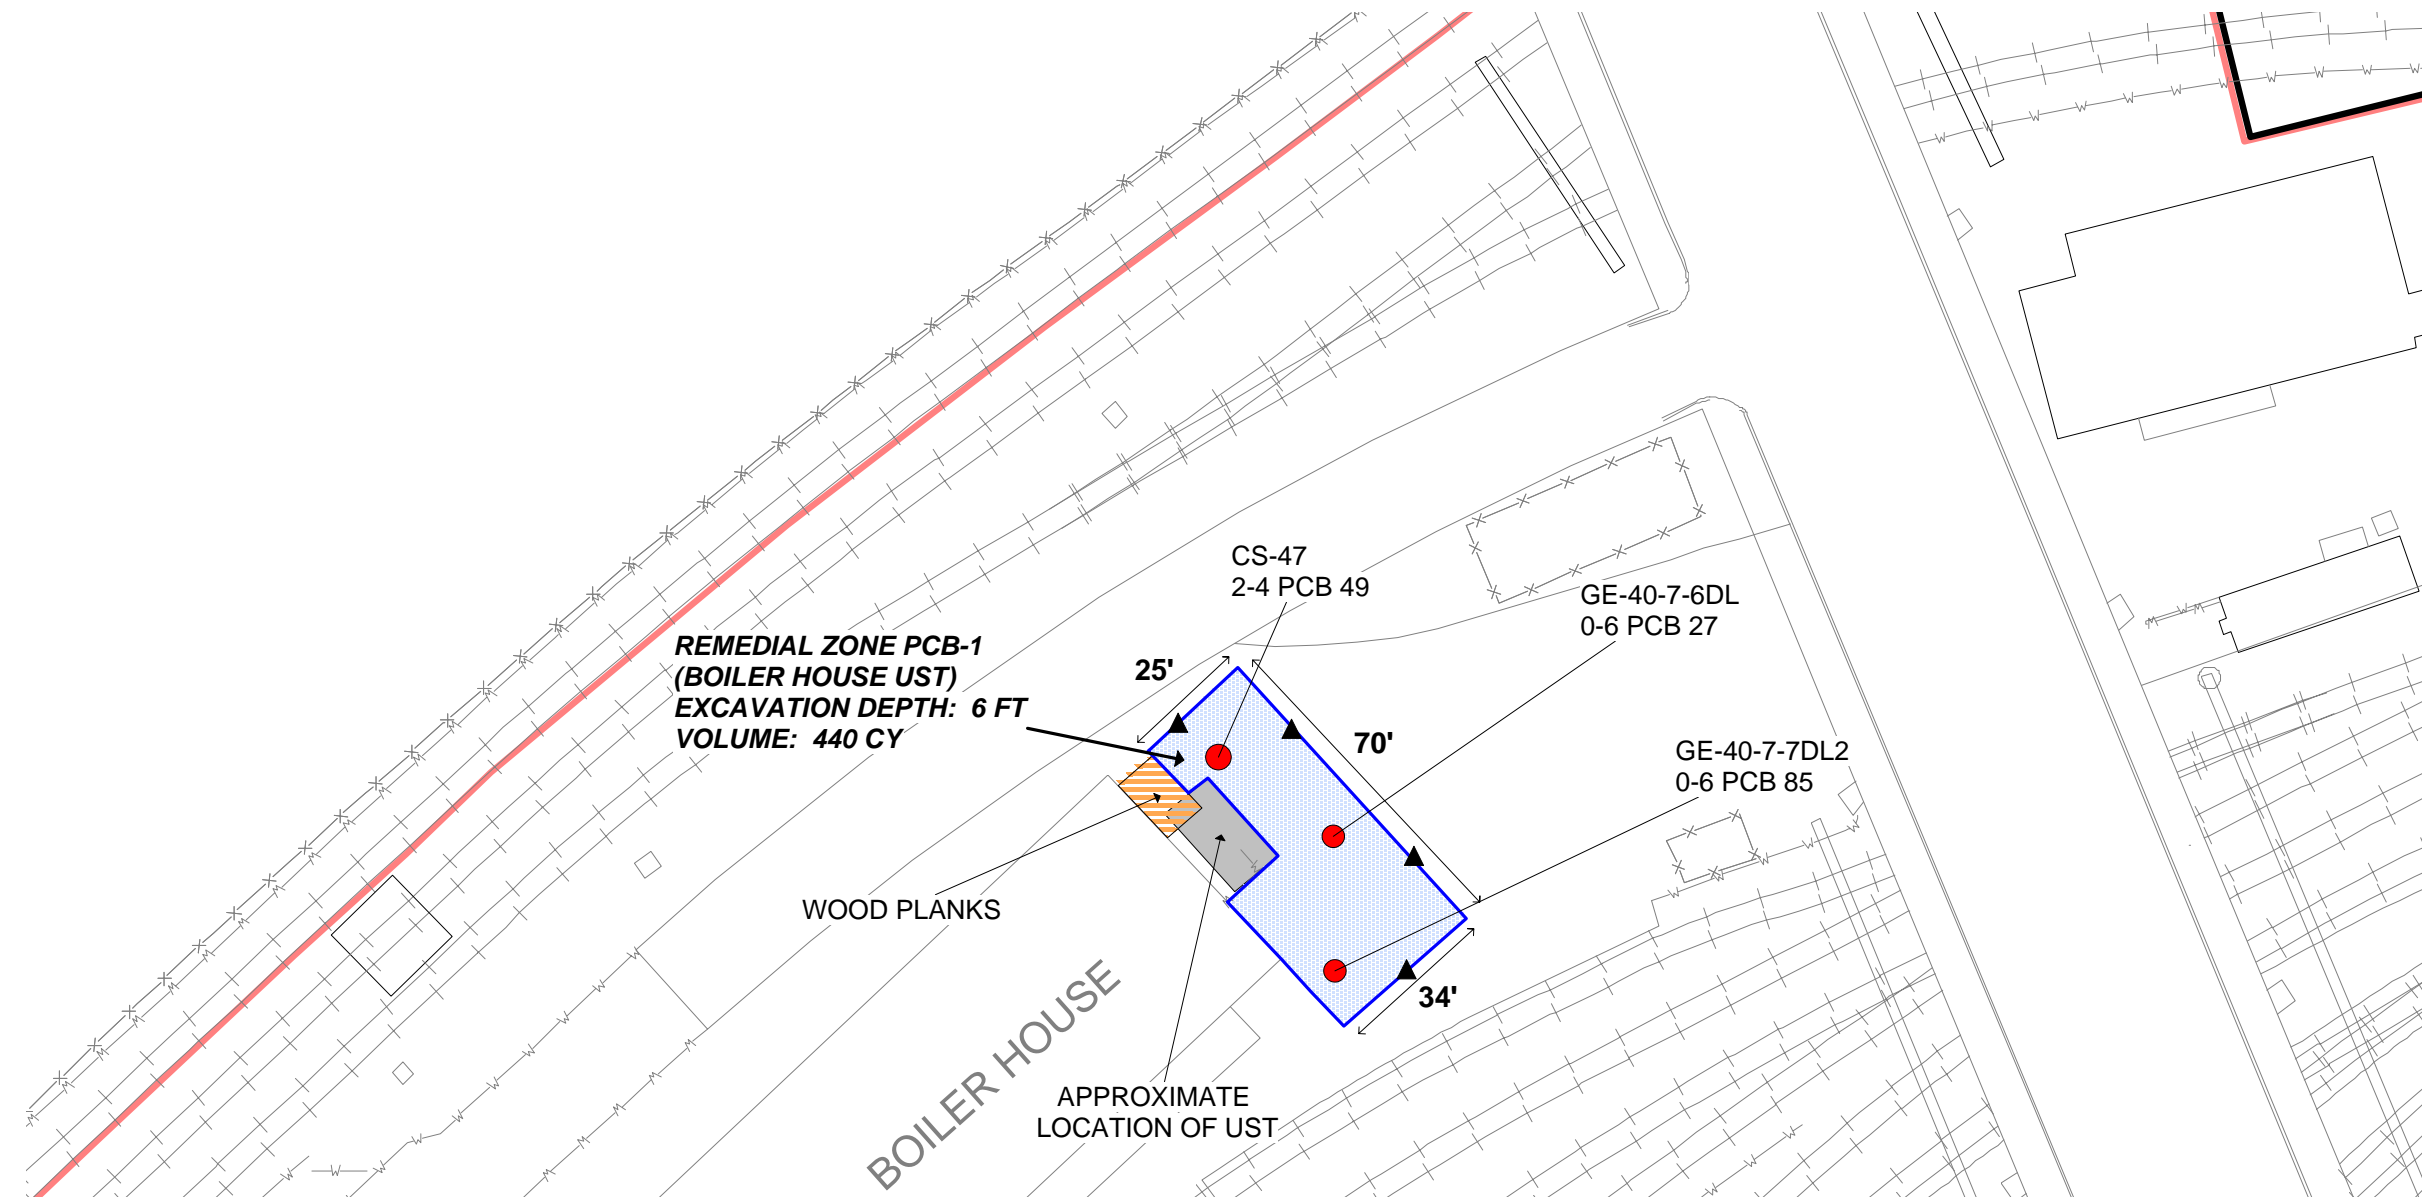 CS-47
2-4 PCB 49
GE-40-7-6DL
0-6 PCB 27
REMEDIAL ZONE PCB-1
(BOILER HOUSE UST)
EXCAVATION DEPTH:  6 FT
VOLUME:  440 CY
25'
70'
GE-40-7-7DL2
0-6 PCB 85
WOOD PLANKS
34'
BOILER HOUSE
APPROXIMATE
LOCATION OF UST